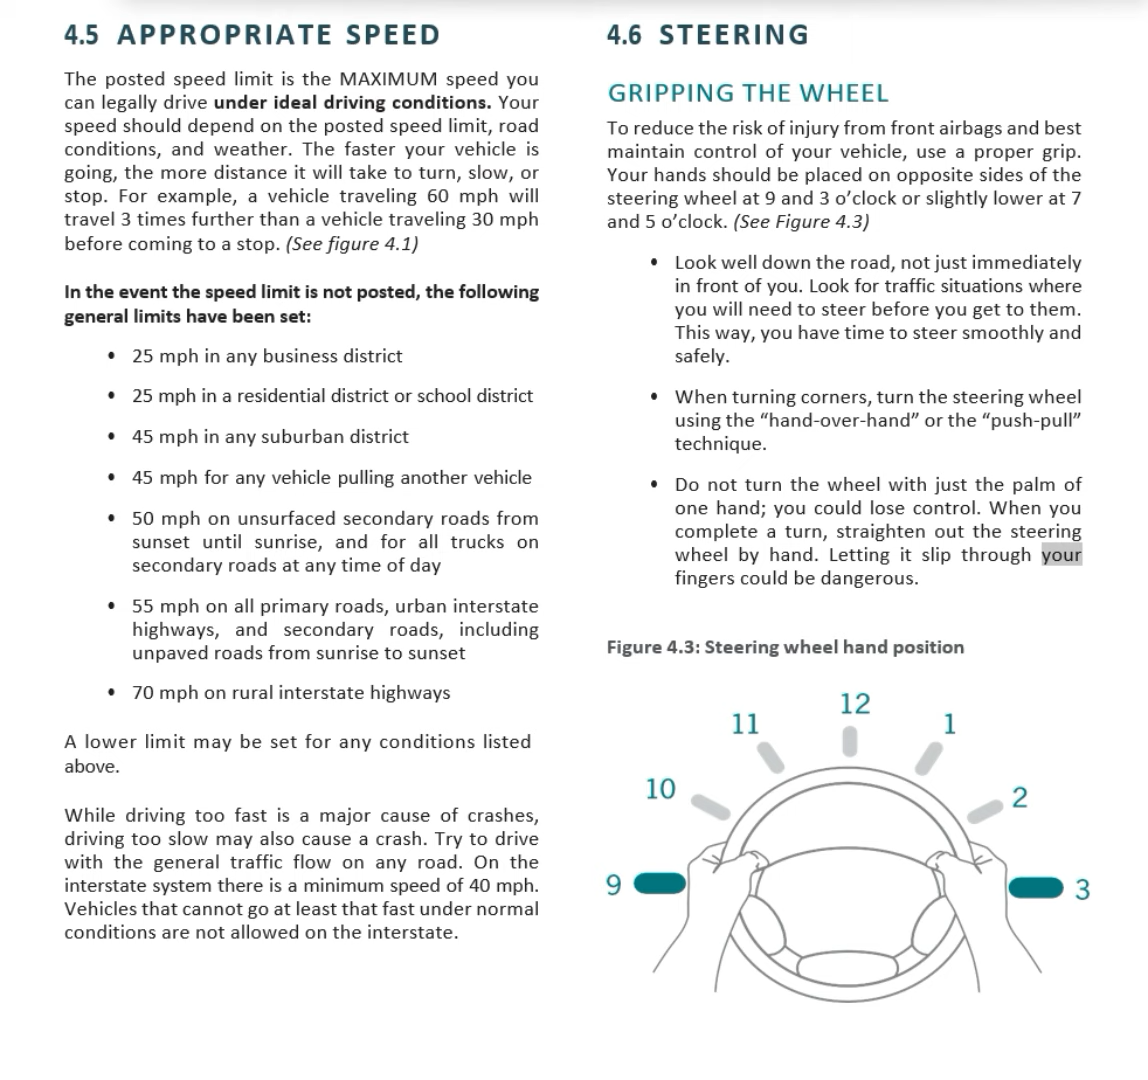 4.5 APPROPRIATE SPEED
The posted speed limit is the MAXIMUM speed you
can legally drive under ideal driving conditions. Your
speed should depend on the posted speed limit, road
conditions, and weather. The faster your vehicle is
going, the more distance it will take to turn, slow, or
stop. For example, a vehicle traveling 60 mph will
travel 3 times further than a vehicle traveling 30 mph
before coming to a stop. (See figure 4.1)
In the event the speed limit is not posted, the following
general limits have been set:
• 25 mph in any business district
• 25 mph in a residential district or school district
• 45 mph in any suburban district
• 45 mph for any vehicle pulling another vehicle
• 50 mph on unsurfaced secondary roads from
sunset until sunrise, and for all trucks on
secondary roads at any time of day
• 55 mph on all primary roads, urban interstate
highways, and secondary roads, including
unpaved roads from sunrise to sunset
• 70 mph on rural interstate highways
A lower limit may be set for any conditions listed
above.
While driving too fast is a major cause of crashes,
driving too slow may also cause a crash. Try to drive
with the general traffic flow on any road. On the
interstate system there is a minimum speed of 40 mph.
Vehicles that cannot go at least that fast under normal
conditions are not allowed on the interstate.
4.6 STEERING
GRIPPING THE WHEEL
To reduce the risk of injury from front airbags and best
maintain control of your vehicle, use a proper grip.
Your hands should be placed on opposite sides of the
steering wheel at 9 and 3 o’clock or slightly lower at 7
and 5 o’clock. (See Figure 4.3)
• Look well down the road, not just immediately
in front of you. Look for traffic situations where
you will need to steer before you get to them.
This way, you have time to steer smoothly and
safely.
• When turning corners, turn the steering wheel
using the “hand-over-hand” or the “push-pull”
technique.
• Do not turn the wheel with just the palm of
one hand; you could lose control. When you
complete a turn, straighten out the steering
wheel by hand. Letting it slip through your
fingers could be dangerous.
Figure 4.3: Steering wheel hand position
12
11
1
10
2
9
3